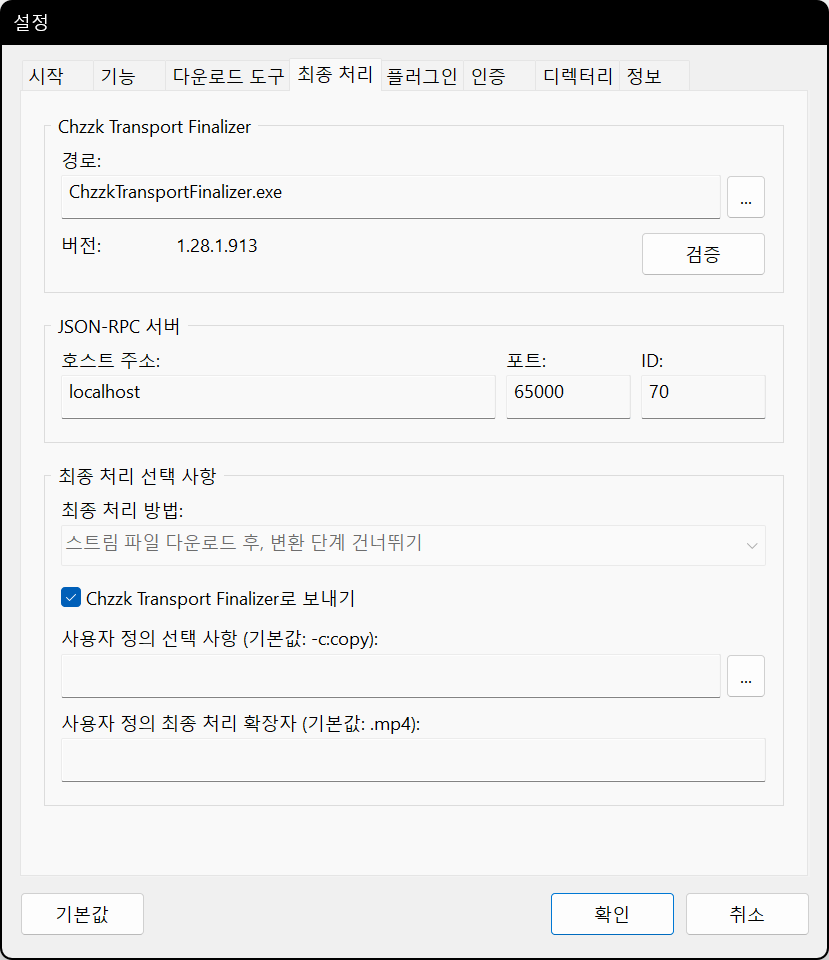 설정
시작 기능 다운로드 도구 최종 처리 플러그인 인증 디렉터리 정보
Chzzk Transport Finalizer
경로:
ChzzkTransportFinalizer.exe ...
버전: 1.28.1.913
검증
JSON-RPC 서버
호스트 주소: 포트: ID:
localhost 65000 70
최종 처리 선택 사항
최종 처리 방법:
스트림 파일 다운로드 후, 변환 단계 건너뛰기
Chzzk Transport Finalizer로 보내기
사용자 정의 선택 사항 (기본값: -c:copy):
...
사용자 정의 최종 처리 확장자 (기본값: .mp4):
기본값 확인 취소